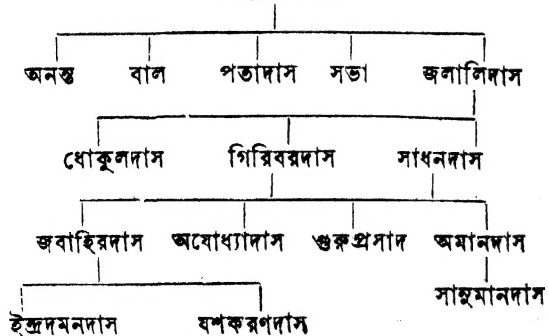 অনন্ত বাল পতাদাস সভা জলালিদাস
ধোকুলদাস গিরিবরদাস সাধনদাস
জবাহিরদাস অযোধ্যাদাস গুরুপ্রসাদ অমানদাস
সান্নুমানদাস
ইন্দ্রদমনদাস যশকরণদাস